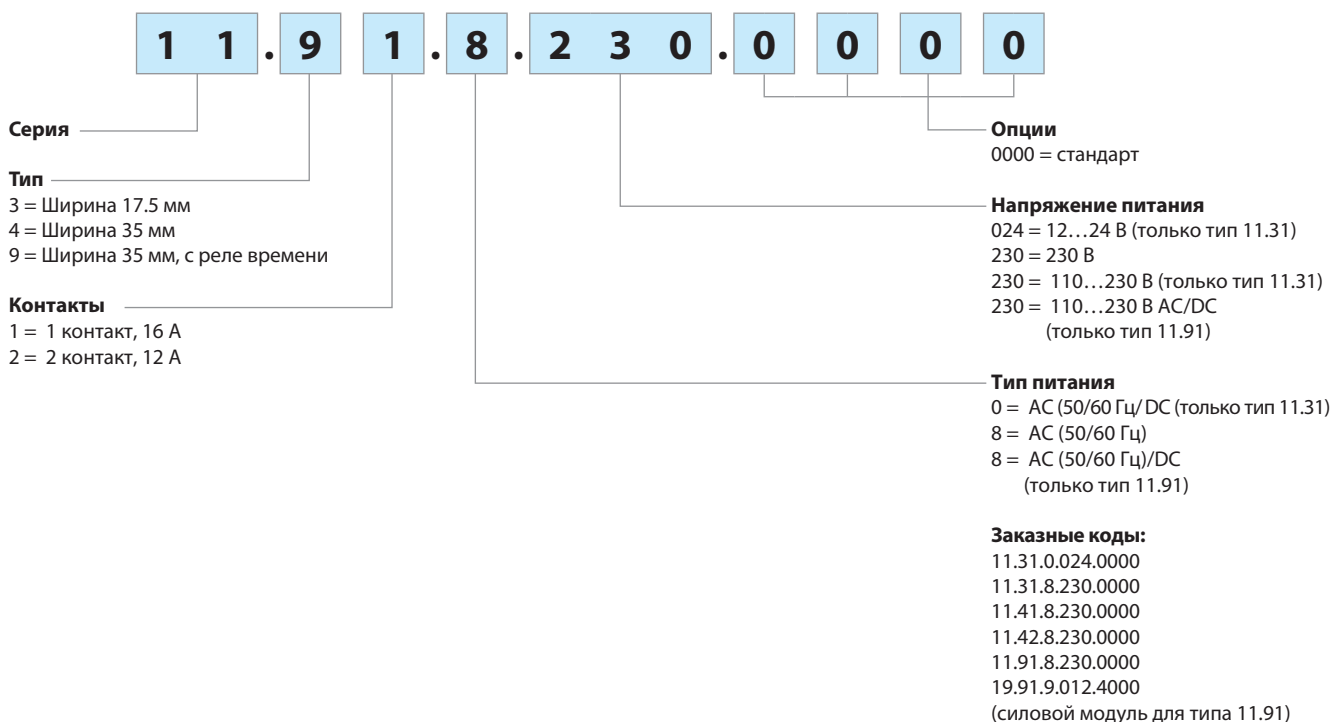 1 1 . 9 1 . 8 . 2 3 0 . 0 0 0 0
Серия
Тип
3 = Ширина 17.5 мм
4 = Ширина 35 мм
9 = Ширина 35 мм, с реле времени
Контакты
1 = 1 контакт, 16 А
2 = 2 контакт, 12 А
Опции
0000 = стандарт
Напряжение питания
024 = 12…24 В (только тип 11.31)
230 = 230 В
230 = 110…230 В (только тип 11.31)
230 = 110…230 В AC/DC
(только тип 11.91)
Тип питания
0 = AC (50/60 Гц/ DC (только тип 11.31)
8 = AC (50/60 Гц)
8 = AC (50/60 Гц)/DC
(только тип 11.91)
Заказные коды:
11.31.0.024.0000
11.31.8.230.0000
11.41.8.230.0000
11.42.8.230.0000
11.91.8.230.0000
19.91.9.012.4000
(силовой модуль для типа 11.91)